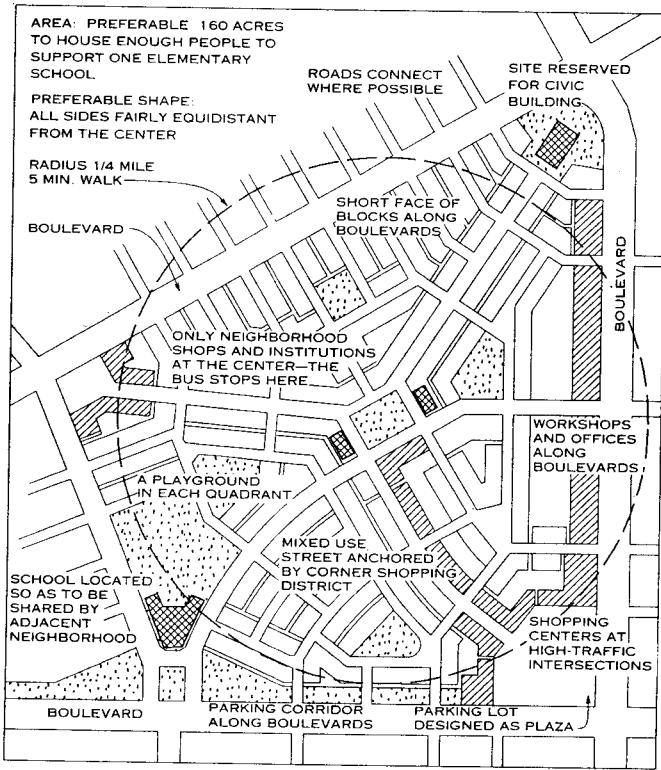 AREA: PREFERABLE 160 ACRES
TO HOUSE ENOUGH PEOPLE TO
SUPPORT ONE ELEMENTARY
SCHOOL
PREFERABLE SHAPE:
ALL SIDES FAIRLY EQUIDISTANT
FROM THE CENTER
RADIUS 1/4 MILE
5 MIN. WALK
BOULEVARD
ROADS CONNECT
WHERE POSSIBLE
SITE RESERVED
FOR CIVIC
BUILDING
SHORT FACE OF
BLOCKS ALONG
BOULEVARDS
BOULEVARD
ONLY NEIGHBORHOOD
SHOPS AND INSTITUTIONS
AT THE CENTER—THE
BUS STOPS HERE
WORKSHOPS
AND OFFICES
ALONG
BOULEVARDS
A PLAYGROUND
IN EACH QUADRANT
MIXED USE
STREET ANCHORED
BY CORNER SHOPPING
DISTRICT
SCHOOL LOCATED
SO AS TO BE
SHARED BY
ADJACENT
NEIGHBORHOOD
SHOPPING
CENTERS AT
HIGH-TRAFFIC
INTERSECTIONS
BOULEVARD
PARKING CORRIDOR
ALONG BOULEVARDS
PARKING LOT
DESIGNED AS PLAZA